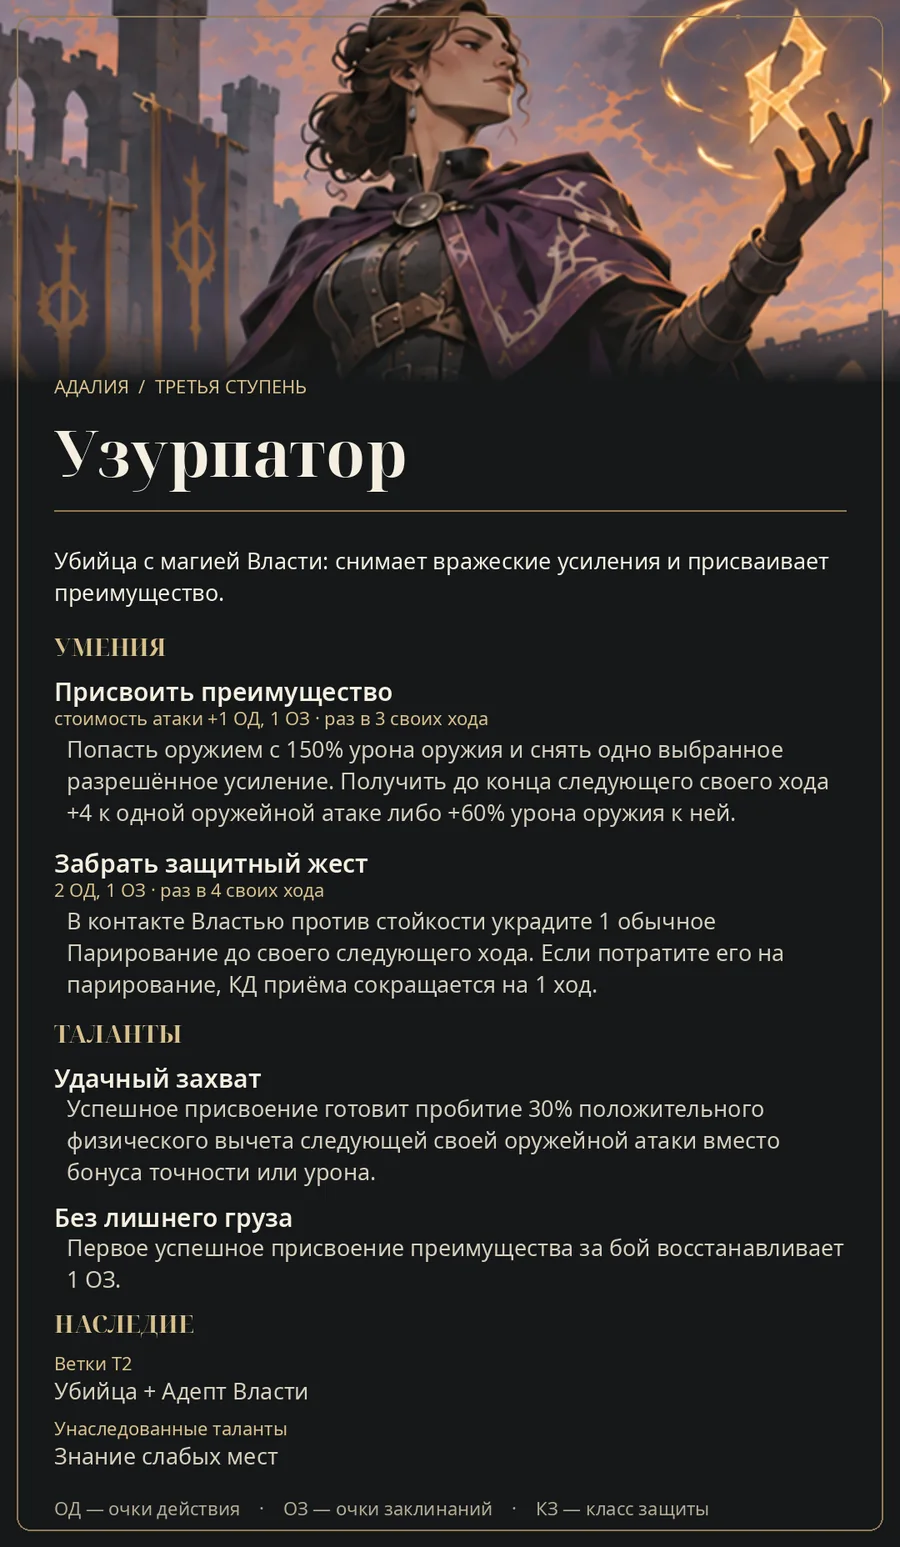 АДАЛИЯ / ТРЕТЬЯ СТУПЕНЬ
Узурпатор
Убийца с магией Власти: снимает вражеские усиления и присваивает
преимущество.
УМЕНИЯ
Присвоить преимущество
стоимость атаки +1 ОД, 1 ОЗ · раз в 3 своих хода
Попасть оружием с 150% урона оружия и снять одно выбранное
разрешённое усиление. Получить до конца следующего своего хода
+4 к одной оружейной атаке либо +60% урона оружия к ней.
Забрать защитный жест
2 ОД, 1 ОЗ · раз в 4 своих хода
В контакте Властью против стойкости украдите 1 обычное
Парирование до своего следующего хода. Если потратите его на
парирование, КД приёма сокращается на 1 ход.
ТАЛАНТЫ
Удачный захват
Успешное присвоение готовит пробитие 30% положительного
физического вычета следующей своей оружейной атаки вместо
бонуса точности или урона.
Без лишнего груза
Первое успешное присвоение преимущества за бой восстанавливает
1 ОЗ.
НАСЛЕДИЕ
Ветки Т2
Убийца + Адепт Власти
Унаследованные таланты
Знание слабых мест
ОД — очки действия · ОЗ — очки заклинаний · КЗ — класс защиты